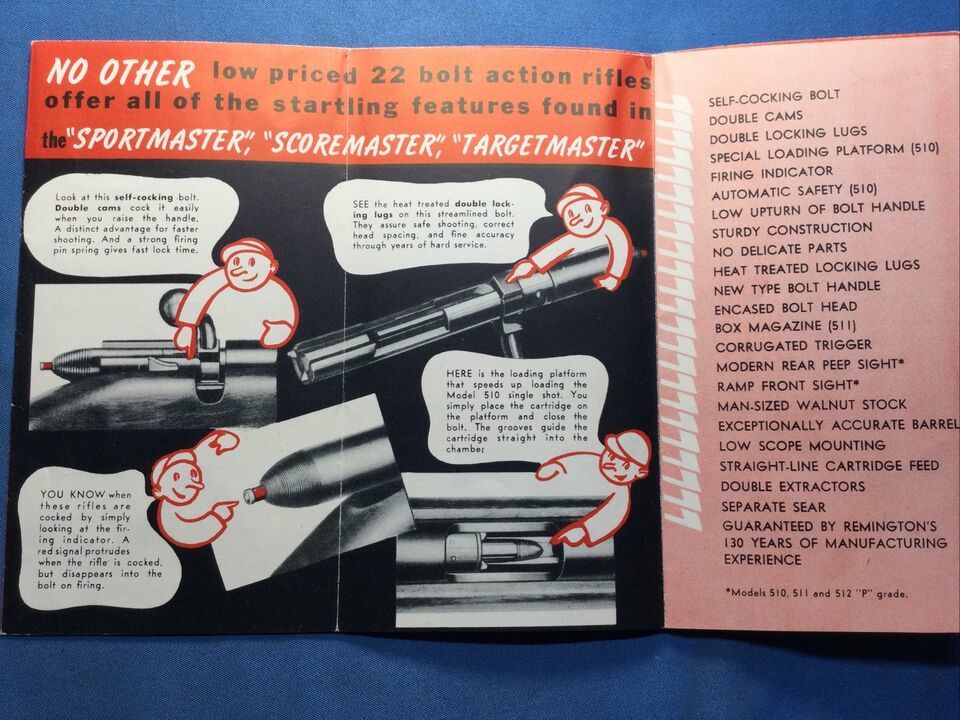 NO OTHER low priced 22 bolt action rifles
offer all of the startling features found in
the "SPORTMASTER," "SCOREMASTER," "TARGETMASTER"
Look at this self-cocking bolt.
Double cams cock it easily
when you raise the handle.
A distinct advantage for faster
shooting. And a strong firing
pin spring gives fast lock time.
SEE the heat treated double lock-
ing lugs on this streamlined bolt.
They assure safe shooting, correct
head spacing, and fine accuracy
through years of hard service.
HERE is the loading platform
that speeds up loading the
Model 510 single shot. You
simply place the cartridge on
the platform and close the
bolt. The grooves guide the
cartridge straight into the
chamber
YOU KNOW when
these rifles are
cocked by simply
looking at the fir-
ing indicator. A
red signal protrudes
when the rifle is cocked,
but disappears into the
bolt on firing.
SELF-COCKING BOLT
DOUBLE CAMS
DOUBLE LOCKING LUGS
SPECIAL LOADING PLATFORM (510)
FIRING INDICATOR
AUTOMATIC SAFETY (510)
LOW UPTURN OF BOLT HANDLE
STURDY CONSTRUCTION
NO DELICATE PARTS
HEAT TREATED LOCKING LUGS
NEW TYPE BOLT HANDLE
ENCASED BOLT HEAD
BOX MAGAZINE (511)
CORRUGATED TRIGGER
MODERN REAR PEEP SIGHT*
RAMP FRONT SIGHT*
MAN-SIZED WALNUT STOCK
EXCEPTIONALLY ACCURATE BARREL
LOW SCOPE MOUNTING
STRAIGHT-LINE CARTRIDGE FEED
DOUBLE EXTRACTORS
SEPARATE SEAR
GUARANTEED BY REMINGTON'S
130 YEARS OF MANUFACTURING
EXPERIENCE
*Models 510, 511 and 512 "P" grade.